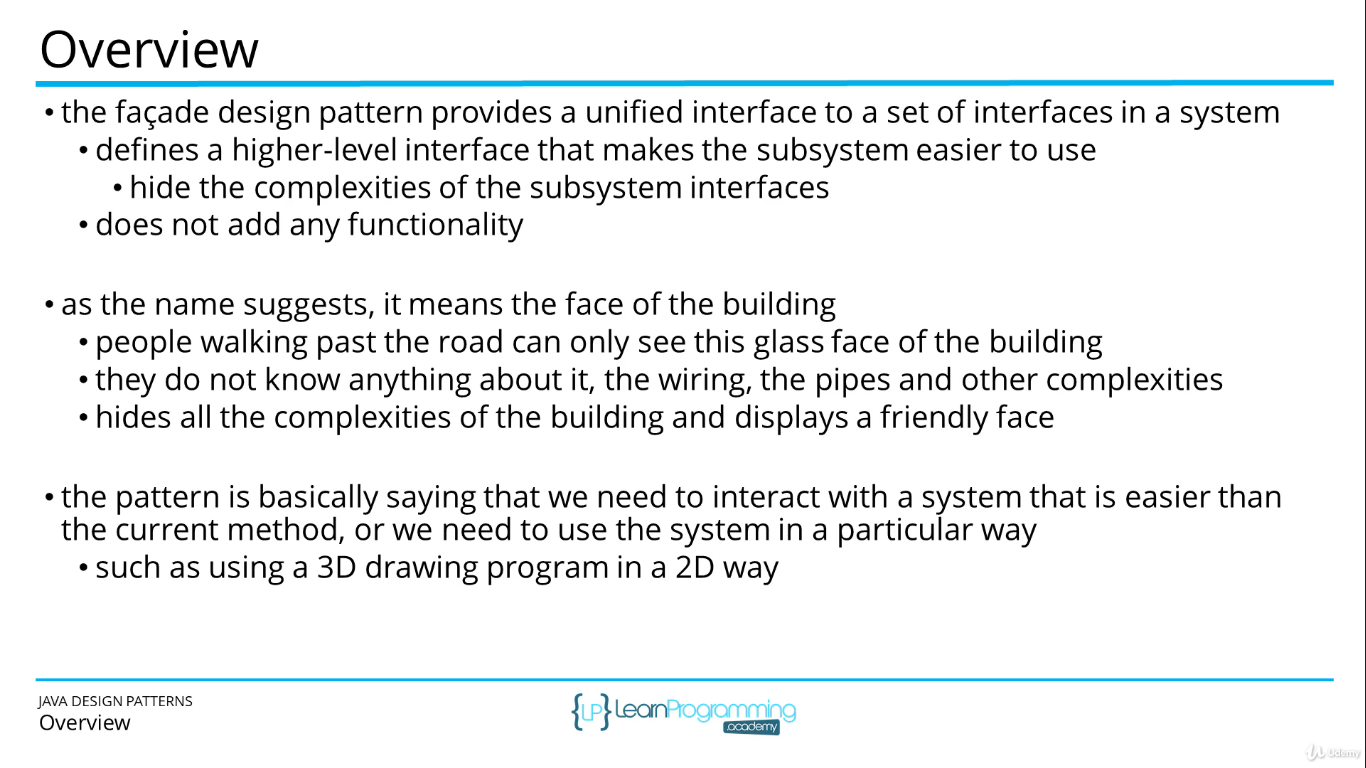 Overview
• the façade design pattern provides a unified interface to a set of interfaces in a system
• defines a higher-level interface that makes the subsystem easier to use
• hide the complexities of the subsystem interfaces
• does not add any functionality
• as the name suggests, it means the face of the building
• people walking past the road can only see this glass face of the building
• they do not know anything about it, the wiring, the pipes and other complexities
• hides all the complexities of the building and displays a friendly face
• the pattern is basically saying that we need to interact with a system that is easier than
the current method, or we need to use the system in a particular way
• such as using a 3D drawing program in a 2D way
JAVA DESIGN PATTERNS
Overview
{LP} LearnProgramming
.academy
Udemy